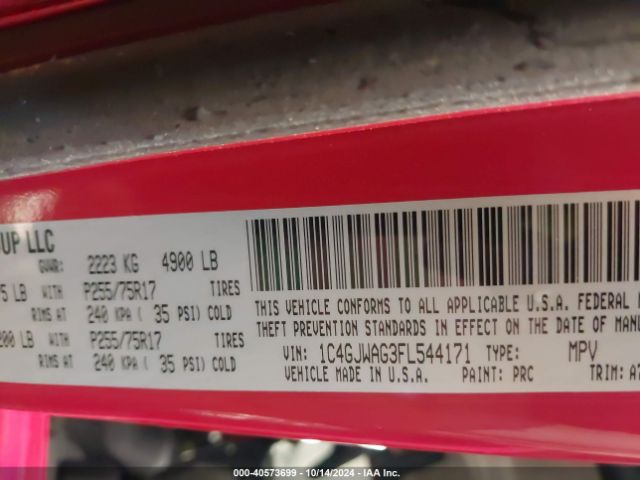 UP LLC
GVWR: 2223 KG 4900 LB
5 LB WITH P255/75R17 TIRES
RIMS AT 240 KPA ( 35 PSI) COLD
200 LB WITH P255/75R17 TIRES
RIMS AT 240 KPA ( 35 PSI) COLD
THIS VEHICLE CONFORMS TO ALL APPLICABLE U.S.A. FEDERAL
THEFT PREVENTION STANDARDS IN EFFECT ON THE DATE OF MAN
VIN: 1C4GJWAG3FL544171 TYPE: MPV
VEHICLE MADE IN U.S.A. PAINT: PRC TRIM: A7
000-40573699 | 10/14/2024 | IAA Inc.